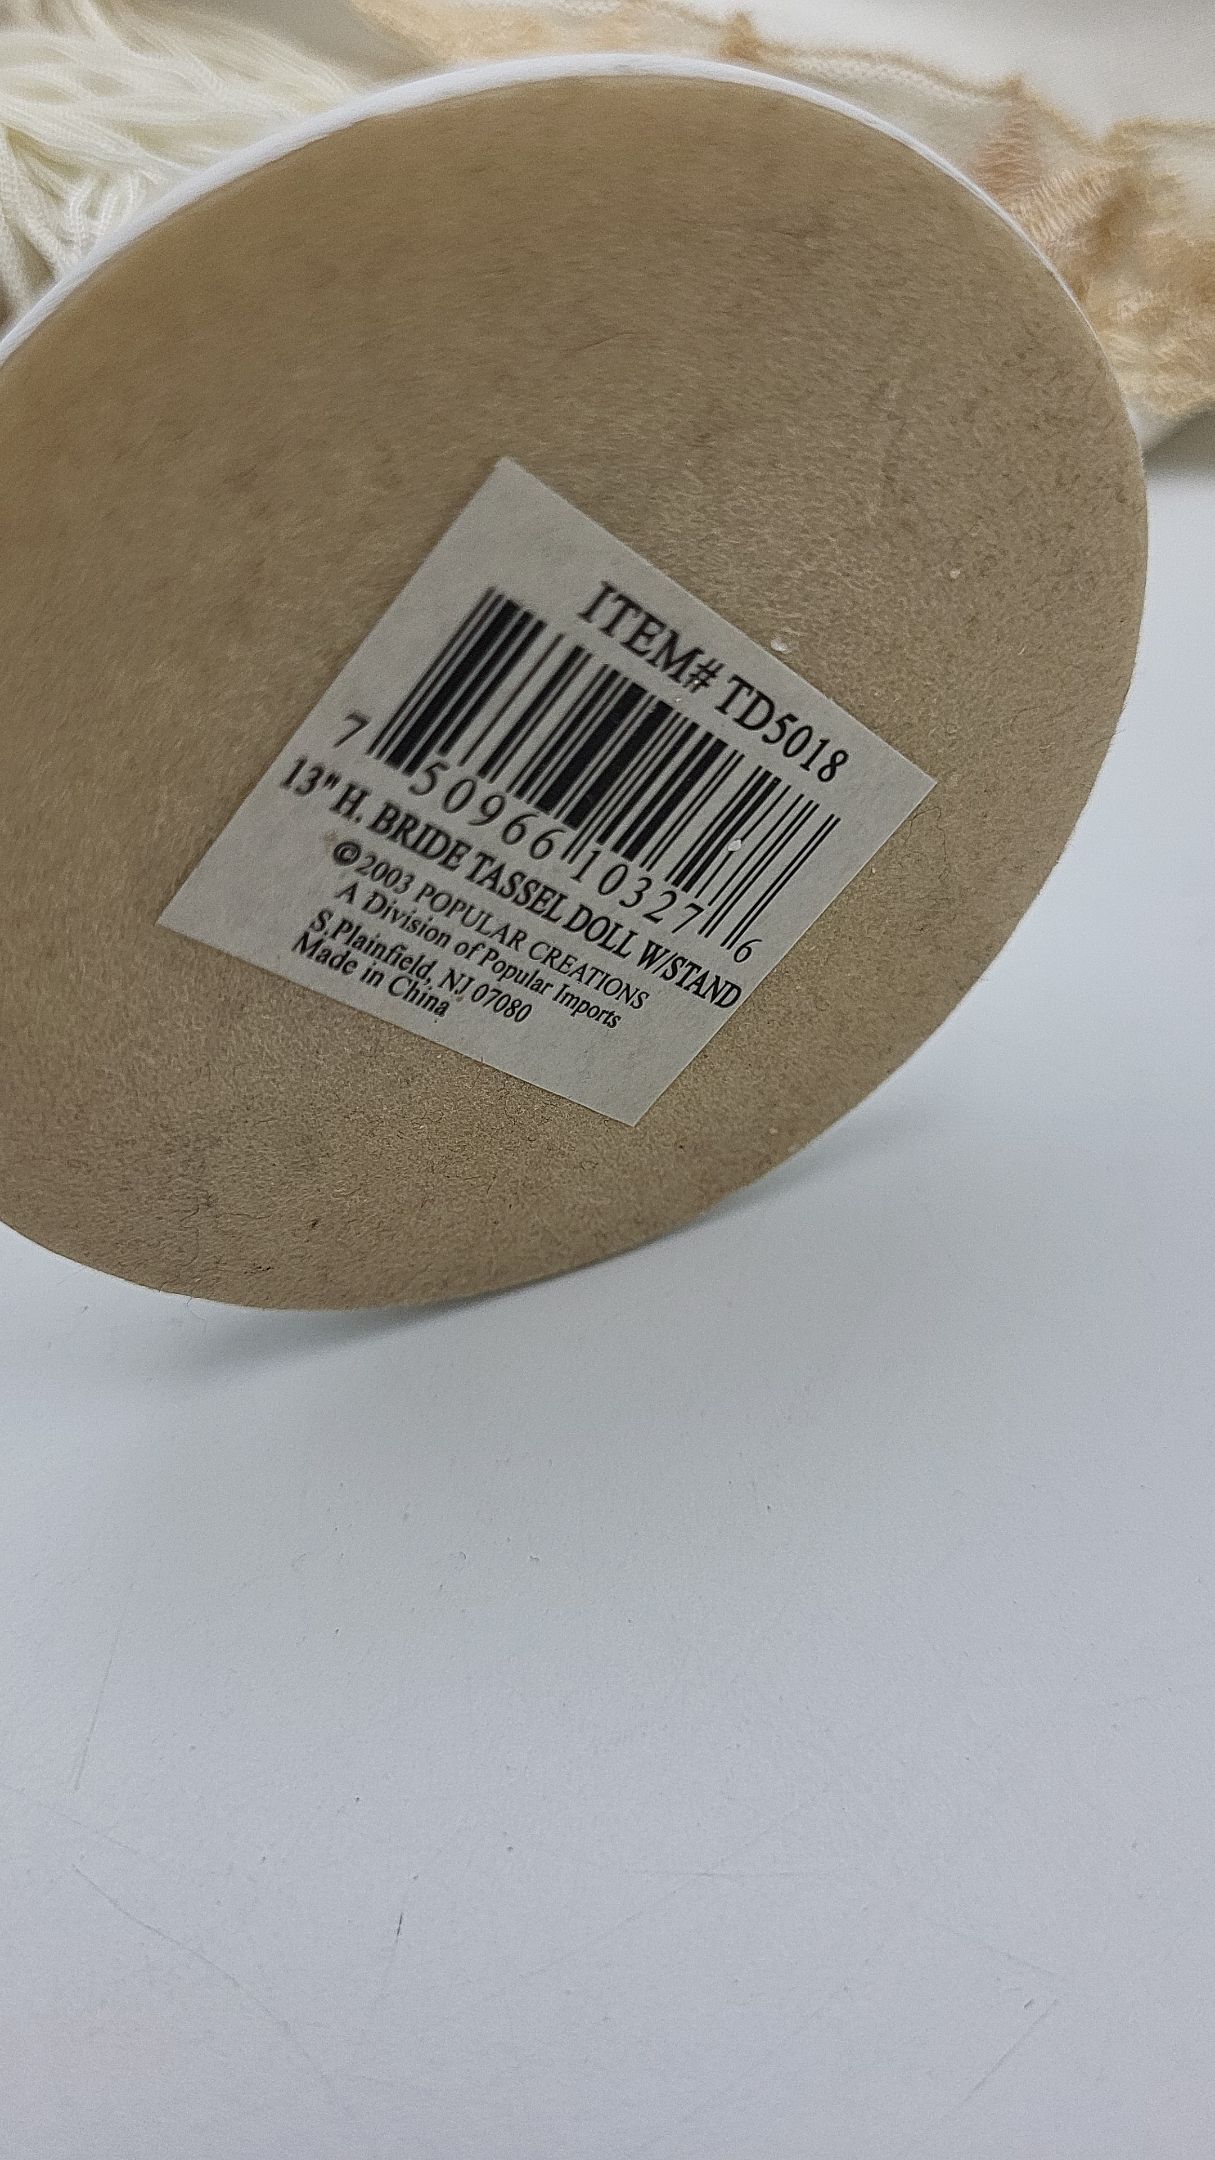 ITEM# TD5018
7 50966 10327 6
13" H. BRIDE TASSEL DOLL W/STAND
©2003 POPULAR CREATIONS
A Division of Popular Imports
S.Plainfield, NJ 07080
Made in China